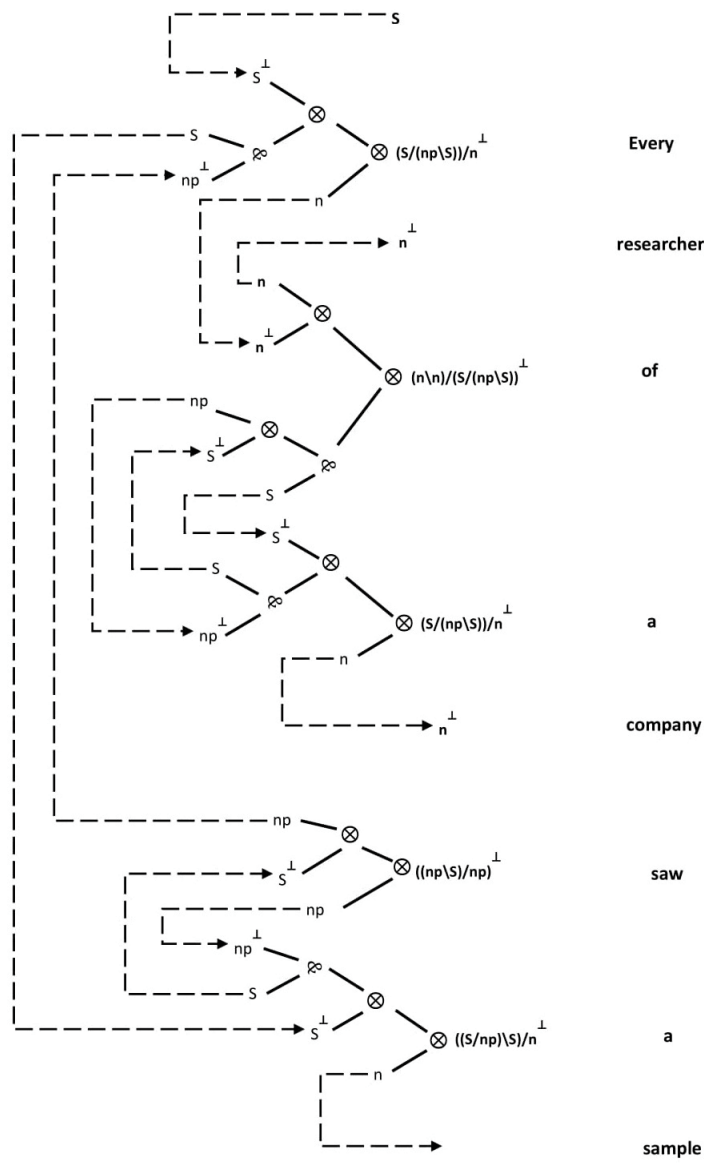 S
S⊥
⊗
S
⅋ ⊗ (S/(np\S))/n⊥ Every
np⊥
n
n⊥ researcher
n
⊗
n⊥
⊗ (n\n)/(S/(np\S))⊥ of
np
⊗
S⊥
⅋
S
S⊥
⊗
S
⅋
⊗ (S/(np\S))/n⊥ a
np⊥
n
n⊥ company
np
⊗
S⊥ ⊗ ((np\S)/np)⊥ saw
np
np⊥
⅋
S
⊗
S⊥
⊗ ((S/np)\S)/n⊥ a
n
sample